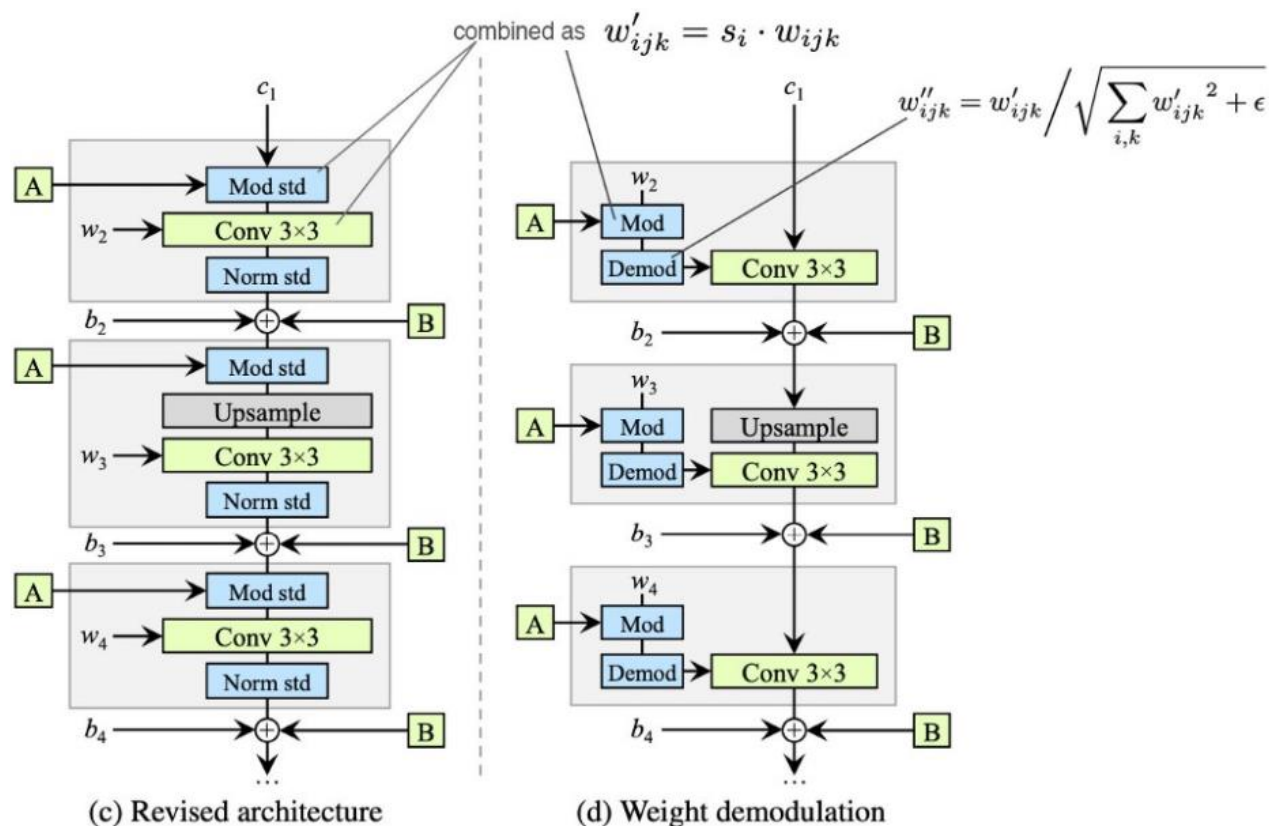 combined as w'ijk = si · wijk
w''ijk = w'ijk / √∑i,k w'ijk² + ϵ
c1
A
Mod std
w2
Conv 3×3
Norm std
b2
B
A
Mod std
Upsample
w3
Conv 3×3
Norm std
b3
B
A
Mod std
w4
Conv 3×3
Norm std
b4
B
...
(c) Revised architecture
c1
w2
A
Mod
Demod
Conv 3×3
b2
B
w3
A
Mod
Upsample
Demod
Conv 3×3
b3
B
w4
A
Mod
Demod
Conv 3×3
b4
B
...
(d) Weight demodulation